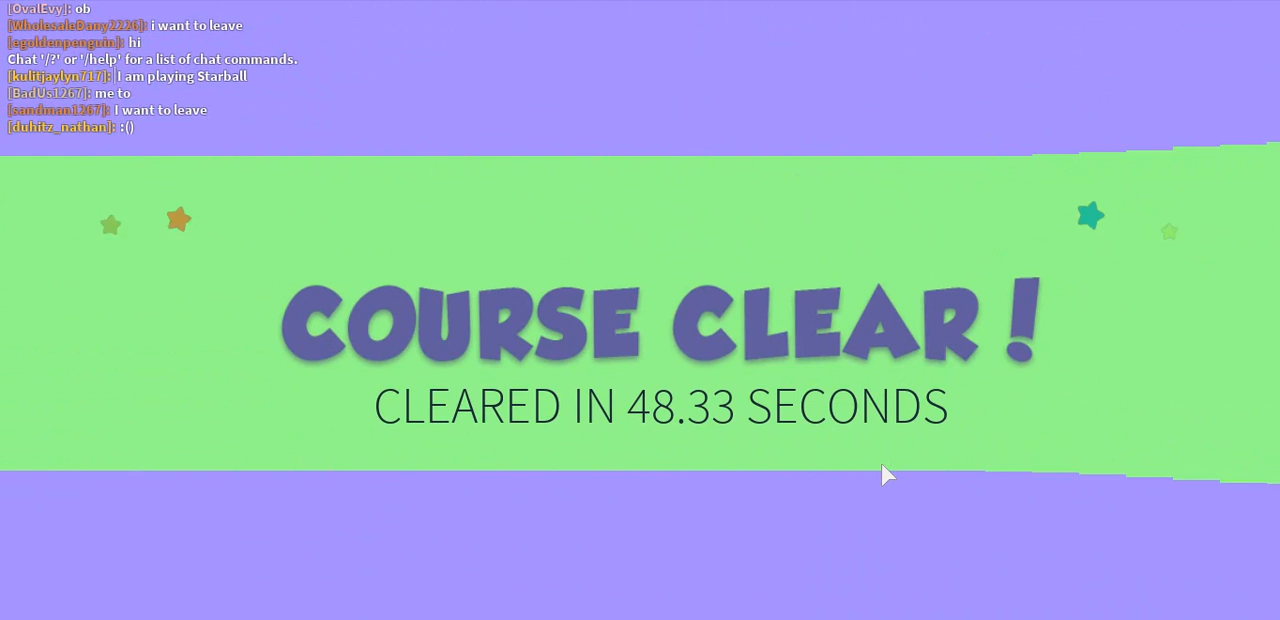 [OvalEvy]: ob
[WholesaleDany2226]: i want to leave
[egoldenpenguin]: hi
Chat '/?' or '/help' for a list of chat commands.
[kulitjaylyn717]: I am playing Starball
[BadUs1267]: me to
[sandman1267]: I want to leave
[duhitz_nathan]: :()
COURSE CLEAR!
CLEARED IN 48.33 SECONDS